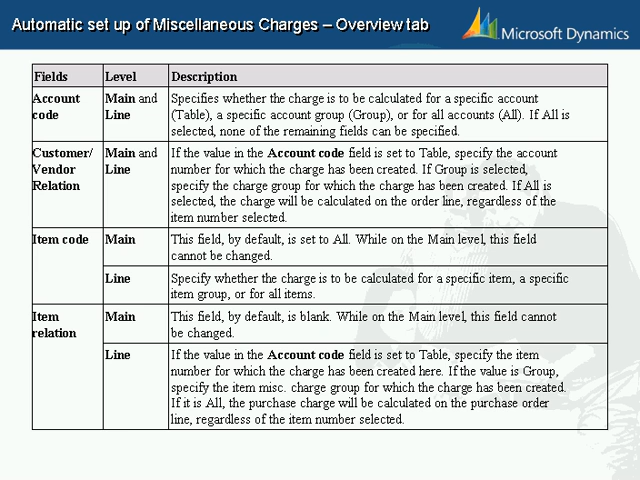 Automatic set up of Miscellaneous Charges – Overview tab
Microsoft Dynamics
Fields Level Description
Account code
Main and Line
Specifies whether the charge is to be calculated for a specific account
(Table), a specific account group (Group), or for all accounts (All). If All is
selected, none of the remaining fields can be specified.
Customer/
Vendor
Relation
Main and
Line
If the value in the Account code field is set to Table, specify the account
number for which the charge has been created. If Group is selected,
specify the charge group for which the charge has been created. If All is
selected, the charge will be calculated on the order line, regardless of the
item number selected.
Item code
Main
This field, by default, is set to All. While on the Main level, this field
cannot be changed.
Line
Specify whether the charge is to be calculated for a specific item, a specific
item group, or for all items.
Item
relation
Main
This field, by default, is blank. While on the Main level, this field cannot
be changed.
Line
If the value in the Account code field is set to Table, specify the item
number for which the charge has been created here. If the value is Group,
specify the item misc. charge group for which the charge has been created.
If it is All, the purchase charge will be calculated on the purchase order
line, regardless of the item number selected.